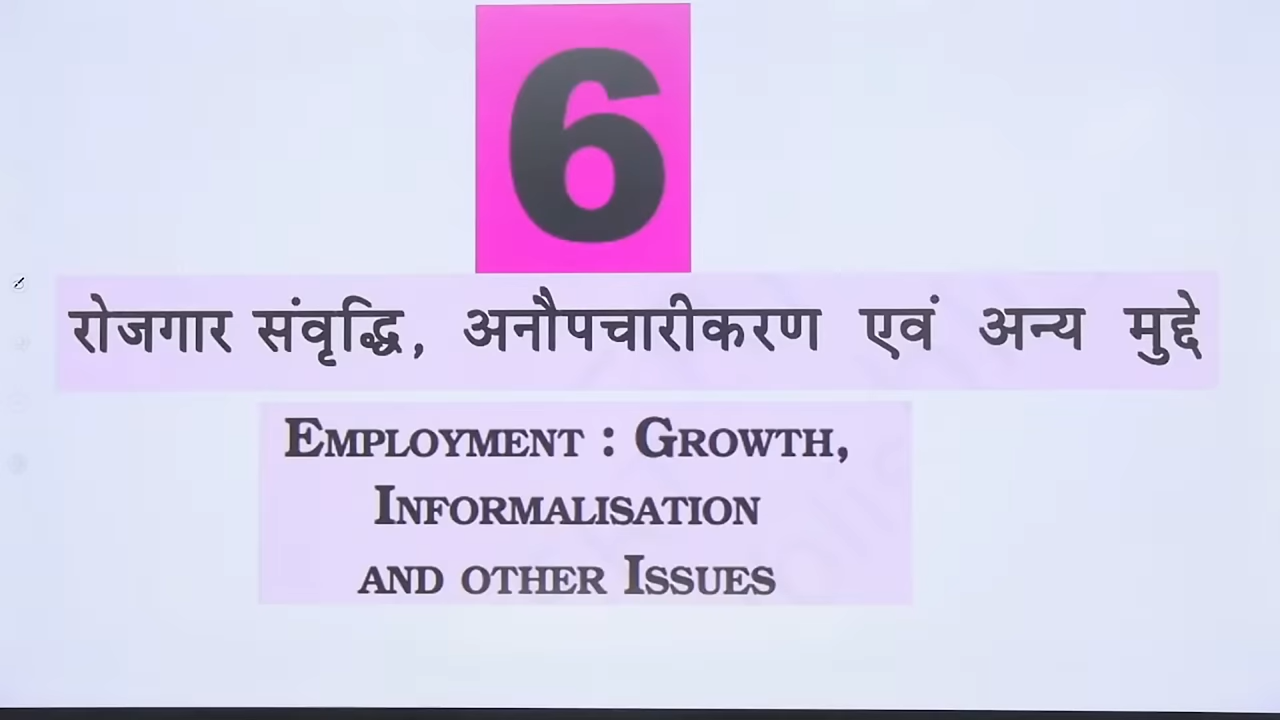 6
रोजगार संवृद्धि, अनौपचारीकरण एवं अन्य मुद्दे
EMPLOYMENT : GROWTH,
INFORMALISATION
AND OTHER ISSUES